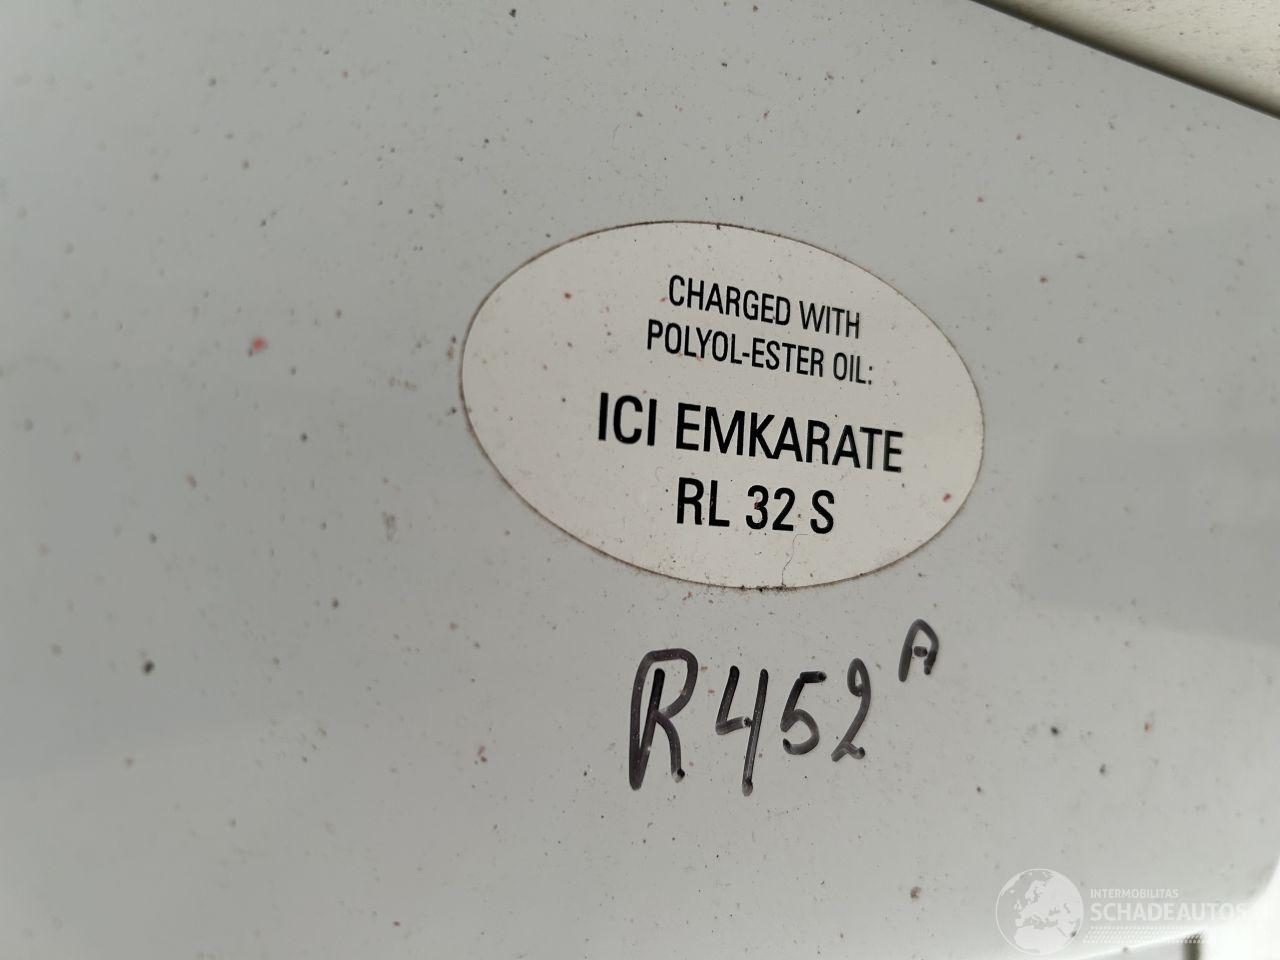 CHARGED WITH
POLYOL-ESTER OIL:
ICI EMKARATE
RL 32 S
R452A
INTERMOBILITAS
SCHADEAUTOS